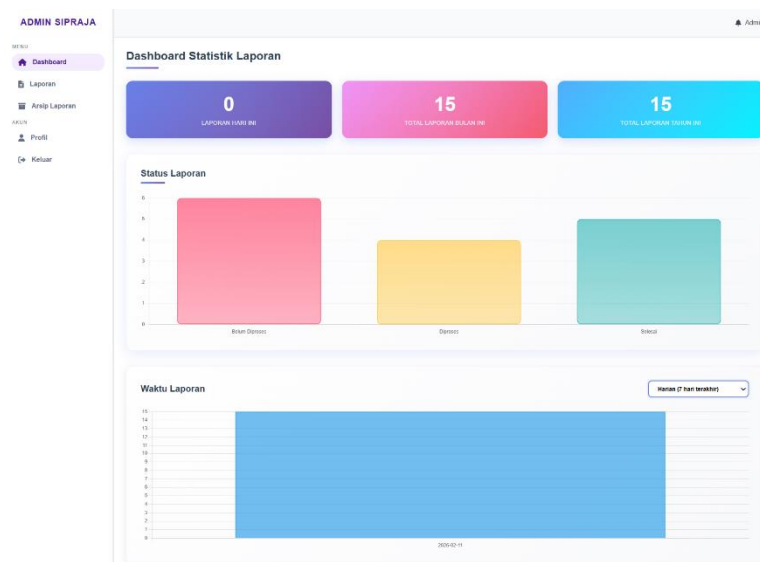 ADMIN SIPRAJA
Admi
MENU
Dashboard
Laporan
Arsip Laporan
AKUN
Profil
Keluar
Dashboard Statistik Laporan
0
LAPORAN HARI INI
15
TOTAL LAPORAN BULAN INI
15
TOTAL LAPORAN TAHUN INI
Status Laporan
6
5
4
3
2
1
0
Belum Diproses
Diproses
Selesai
Waktu Laporan
Harian (7 hari terakhir)
15
14
13
12
11
10
9
8
7
6
5
4
3
2
1
0